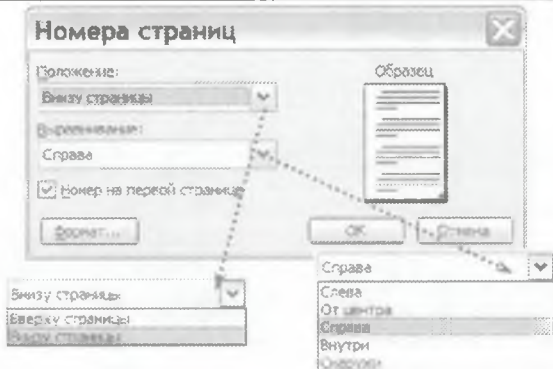 Номера страниц
Положение:
Образец
Внизу страницы
Выравнивание:
Справа
Номер на первой странице
Формат...
ОК
Отмена
Справа
Внизу страницы
Слева
Вверху страницы
От центра
Внизу страницы
Справа
Внутри
Снаружи